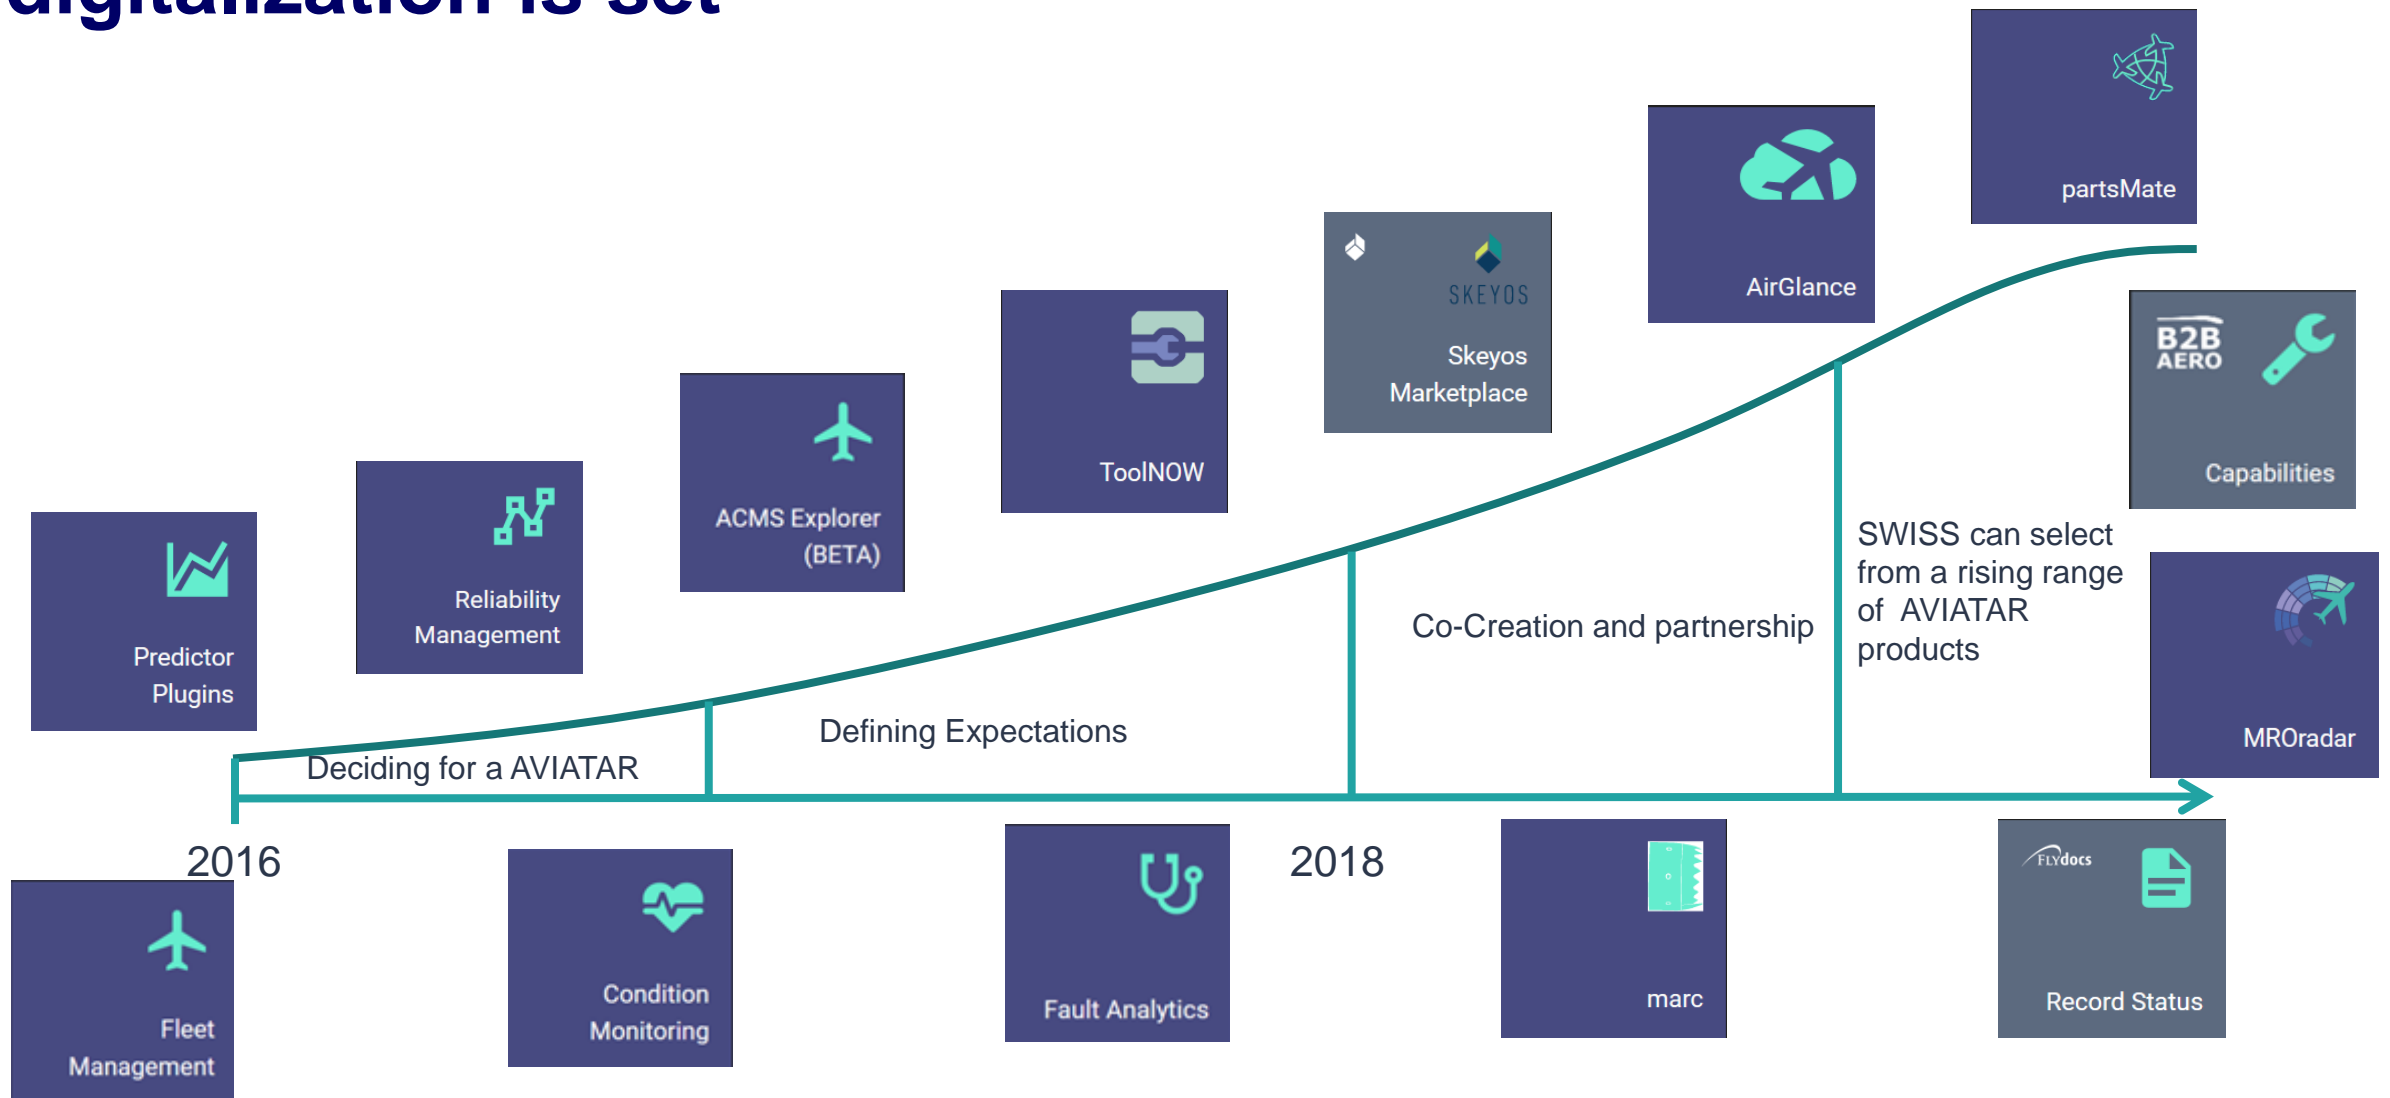 digitalization is set
partsMate
AirGlance
SKEYOS
Skeyos
Marketplace
B2B
AERO
Capabilities
ToolNOW
ACMS Explorer
(BETA)
Reliability
Management
Predictor
Plugins
SWISS can select
from a rising range
of AVIATAR
products
Co-Creation and partnership
Defining Expectations
Deciding for a AVIATAR
MROradar
2016
2018
Fleet
Management
Condition
Monitoring
Fault Analytics
marc
FLYdocs
Record Status